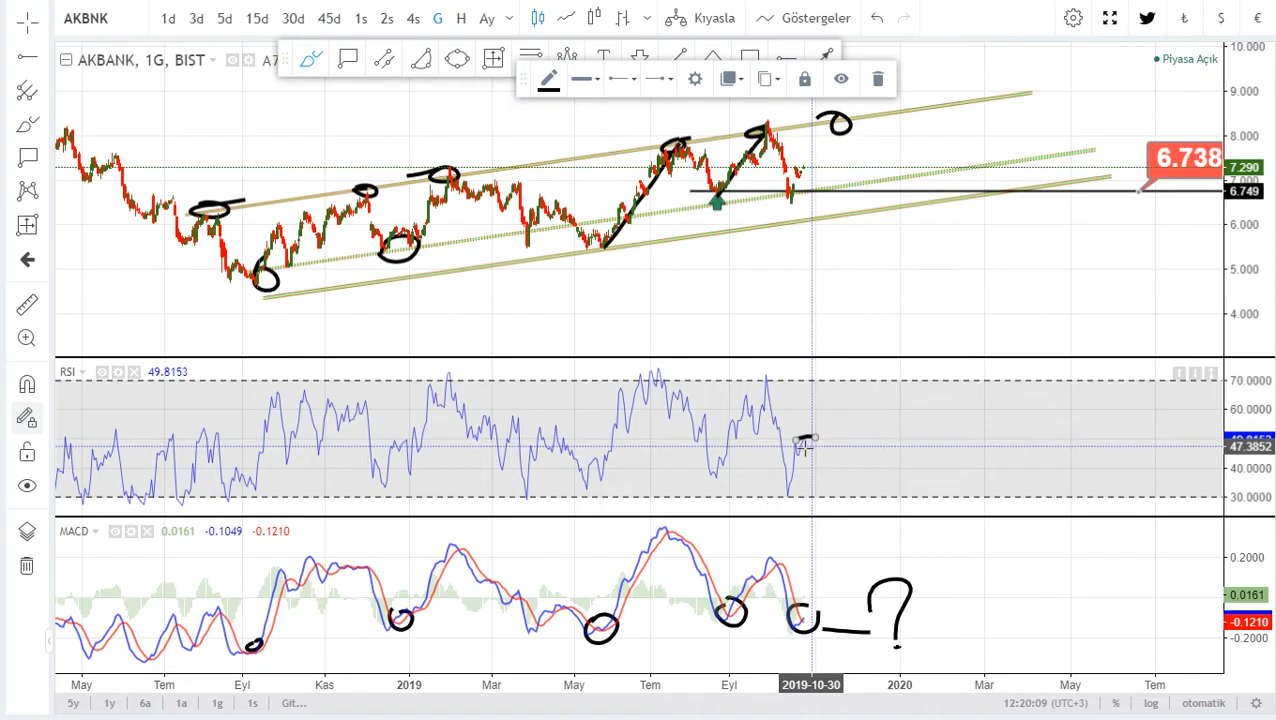 AKBNK 1d 3d 5d 15d 30d 45d 1s 2s 4s G H Ay Kıyasla Göstergeler ₺ $ €
AKBANK, 1G, BIST
Piyasa Açık
10.000
9.000
8.000
6.738
7.290
7.000
6.749
6.000
5.000
4.000
RSI 49.8153
70.0000
60.0000
47.3852
40.0000
30.0000
MACD 0.0161 -0.1049 -0.1210
0.2000
0.0161
-0.1210
-0.2000
?
May Tem Eyl Kas 2019 Mar May Tem Eyl 2019-10-30 2020 Mar May Tem
5y 1y 6a 1a 1g 1s Git... 12:20:09 (UTC+3) % log otomatik